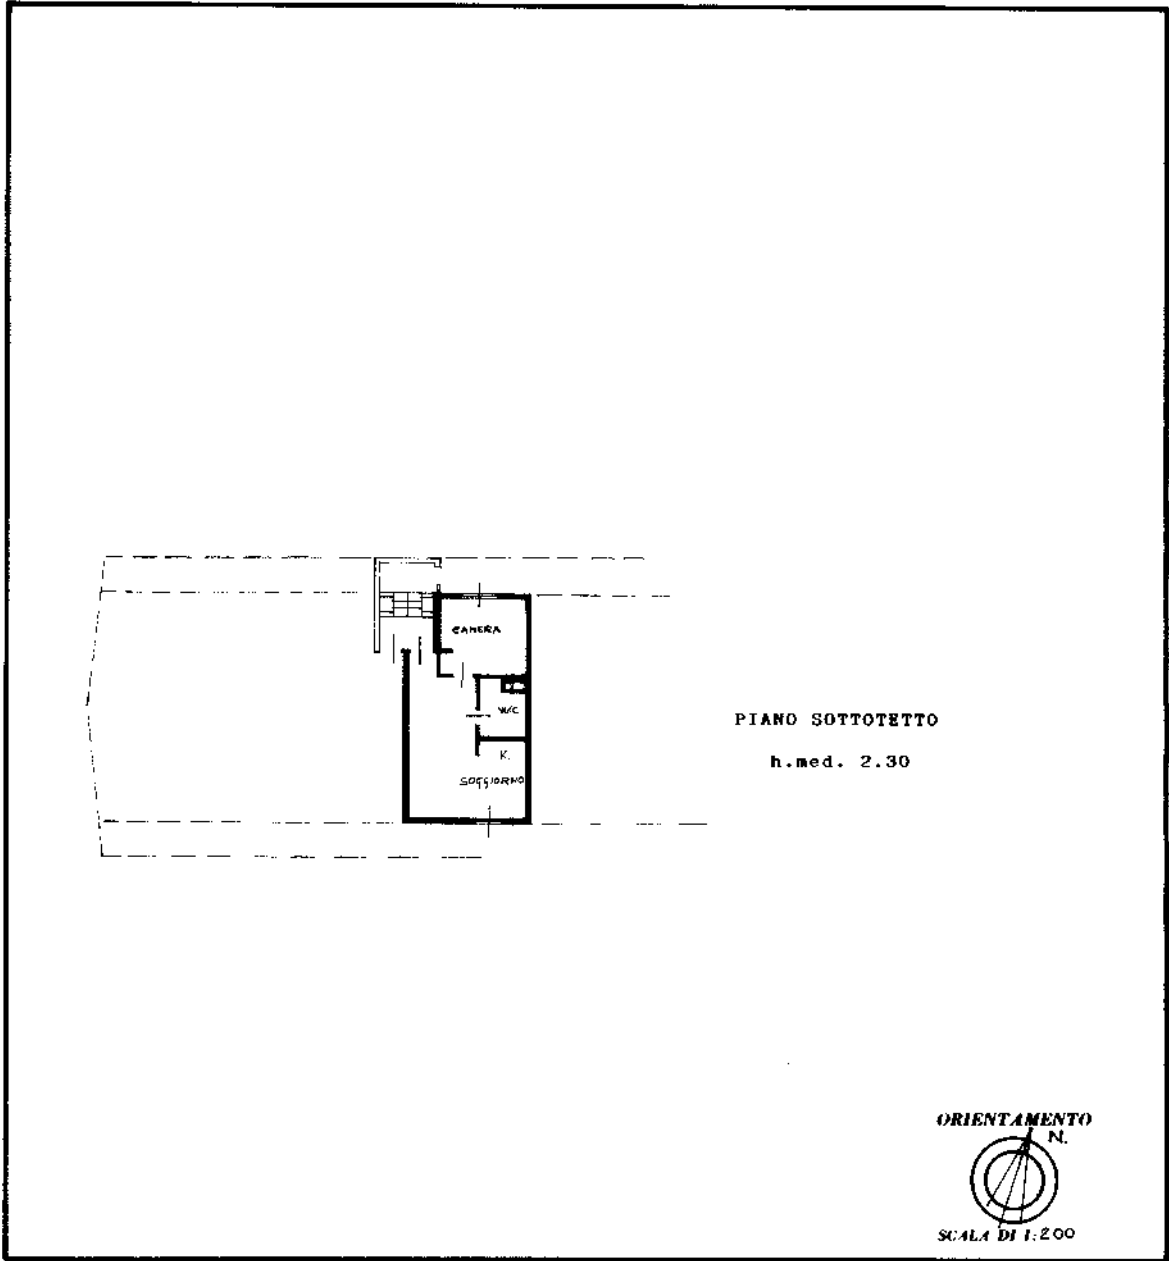 CAMERA
W/C
K.
SOGGIORNO
PIANO SOTTOTETTO
h.med. 2.30
ORIENTAMENTO
N.
SCALA DI 1:200